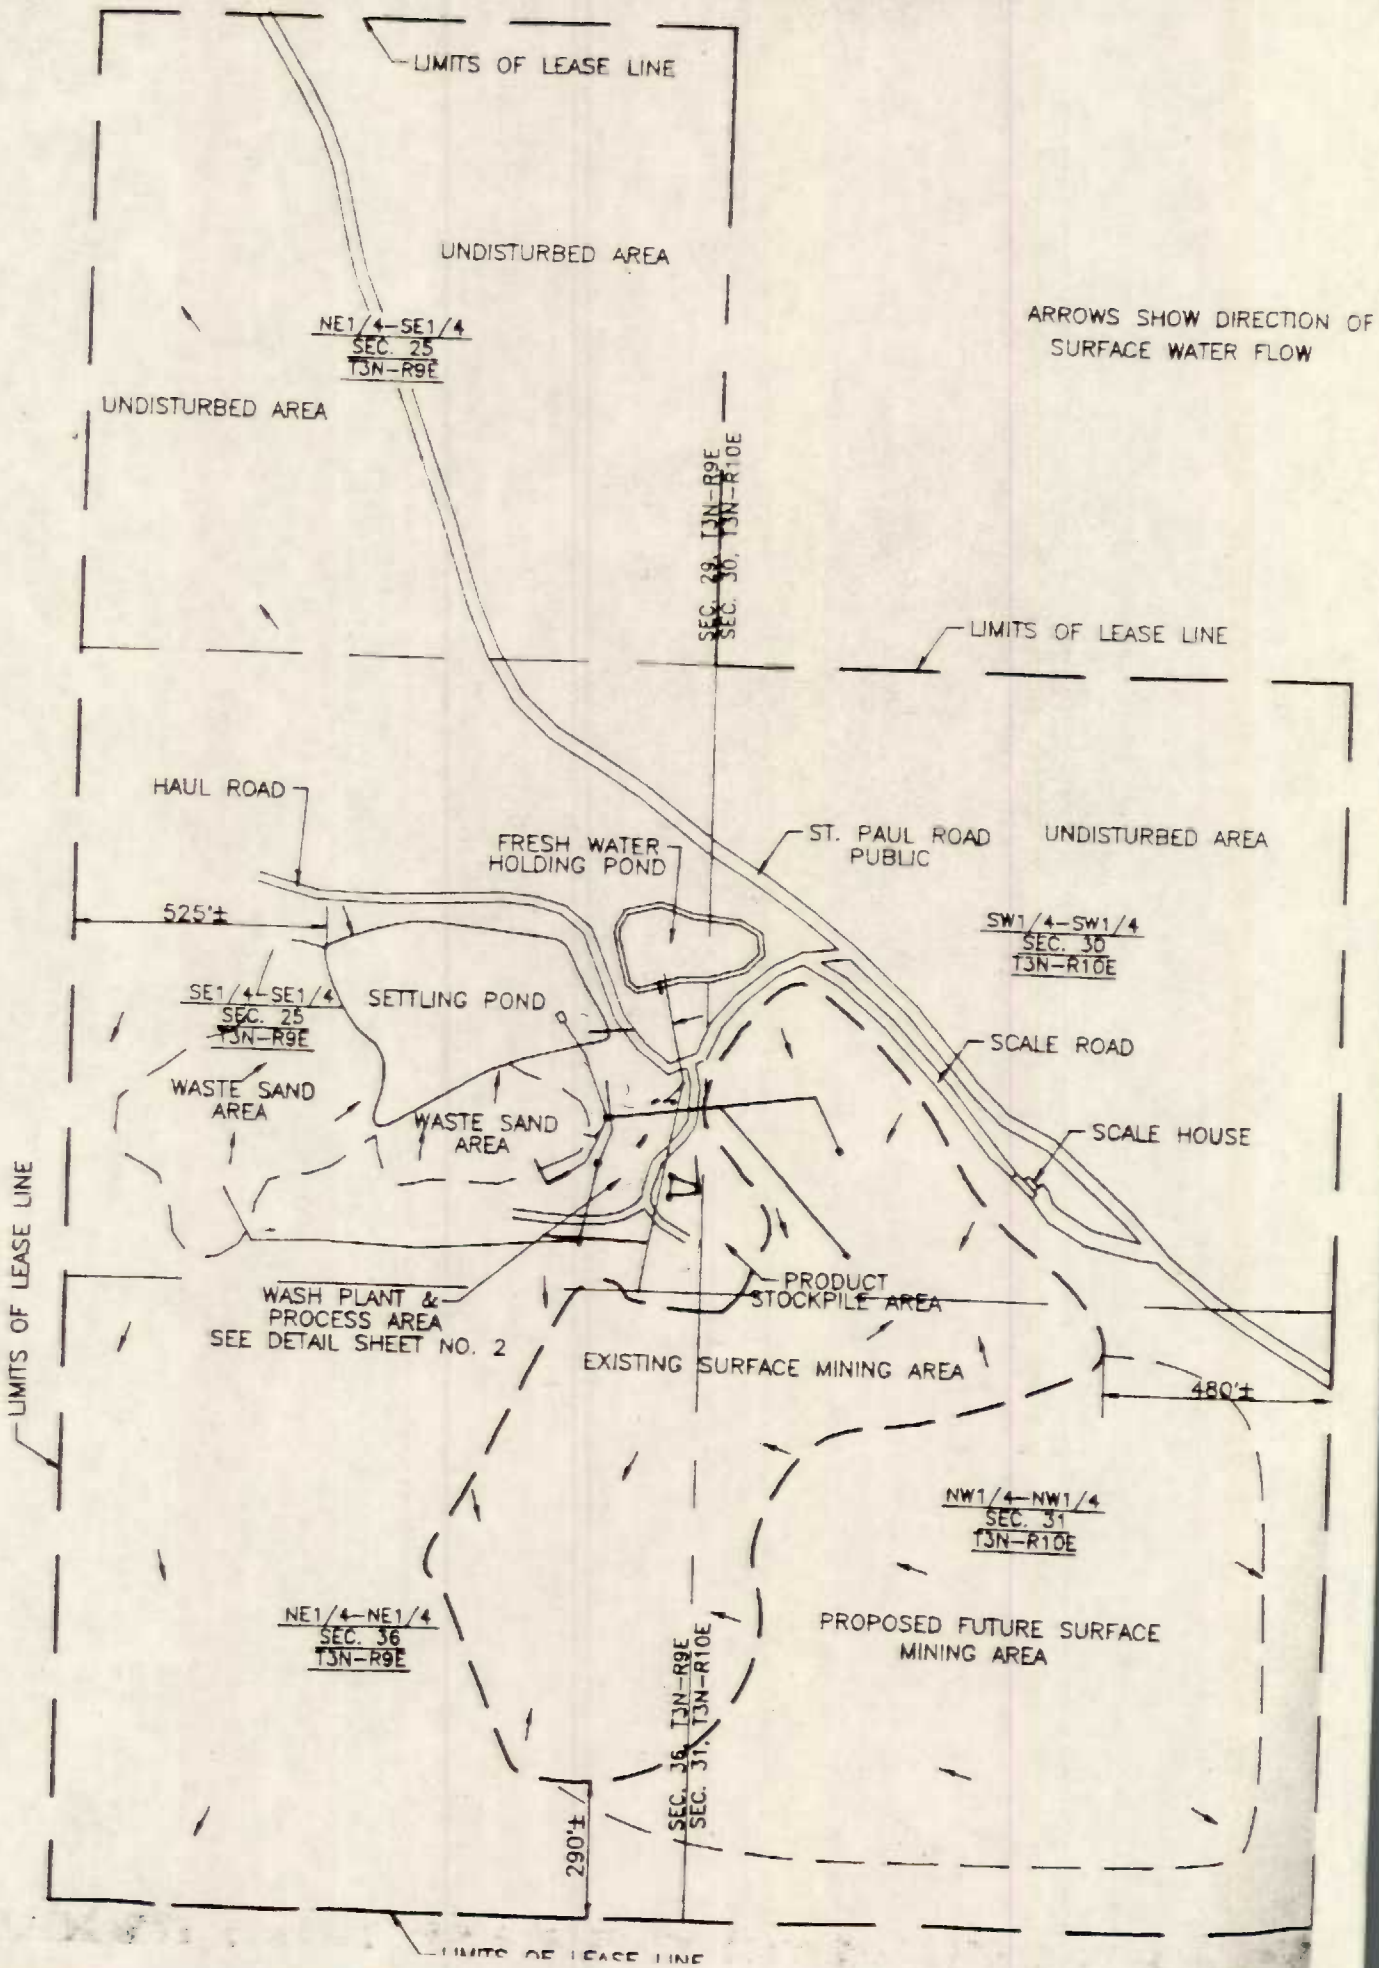 LIMITS OF LEASE LINE
UNDISTURBED AREA
ARROWS SHOW DIRECTION OF
SURFACE WATER FLOW
NE1/4-SE1/4
SEC. 25
T3N-R9E
UNDISTURBED AREA
SEC. 29, T3N-R9E
SEC. 30, T3N-R10E
LIMITS OF LEASE LINE
HAUL ROAD
FRESH WATER
HOLDING POND
ST. PAUL ROAD
PUBLIC
UNDISTURBED AREA
525'±
SW1/4-SW1/4
SEC. 30
T3N-R10E
SE1/4-SE1/4
SEC. 25
T3N-R9E
SETTLING POND
SCALE ROAD
WASTE SAND
AREA
WASTE SAND
AREA
SCALE HOUSE
LIMITS OF LEASE LINE
WASH PLANT &
PROCESS AREA
SEE DETAIL SHEET NO. 2
PRODUCT
STOCKPILE AREA
EXISTING SURFACE MINING AREA
480'±
NW1/4-NW1/4
SEC. 31
T3N-R10E
NE1/4-NE1/4
SEC. 36
T3N-R9E
PROPOSED FUTURE SURFACE
MINING AREA
SEC. 36, T3N-R9E
SEC. 31, T3N-R10E
290'±
LIMITS OF LEASE LINE